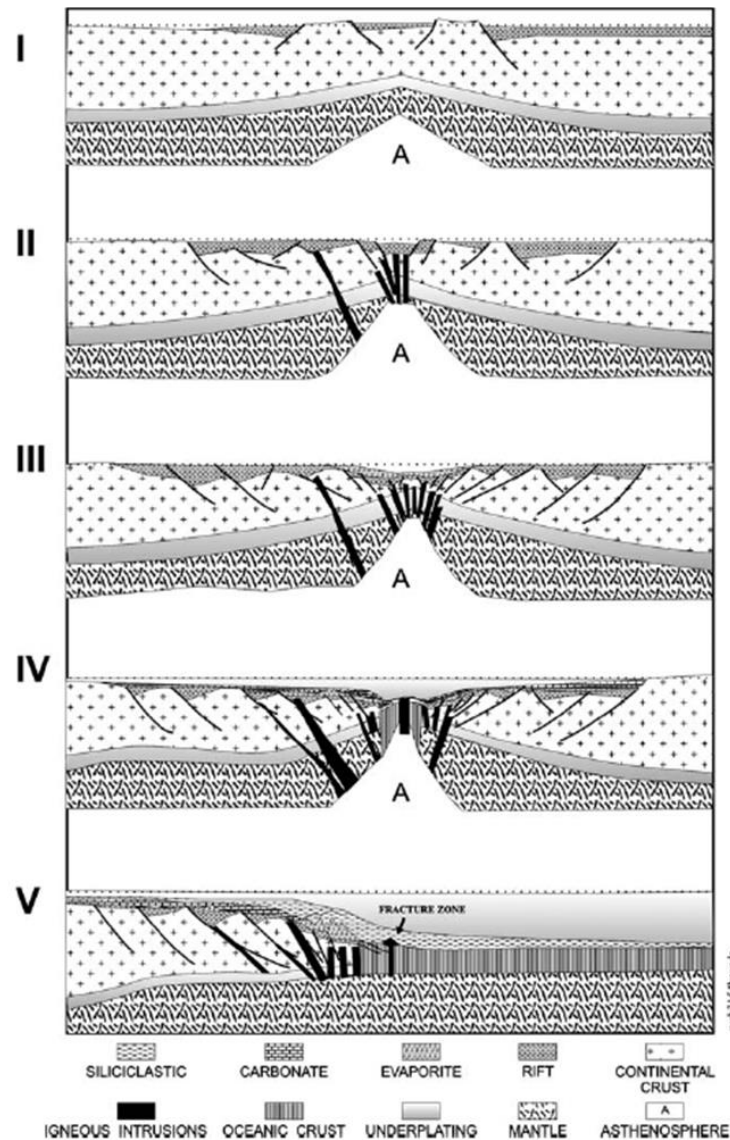 I
A
II
A
III
A
IV
A
V
FRACTURE ZONE
SILICICLASTIC CARBONATE EVAPORITE RIFT CONTINENTAL CRUST
IGNEOUS INTRUSIONS OCEANIC CRUST UNDERPLATING MANTLE A ASTHENOSPHERE